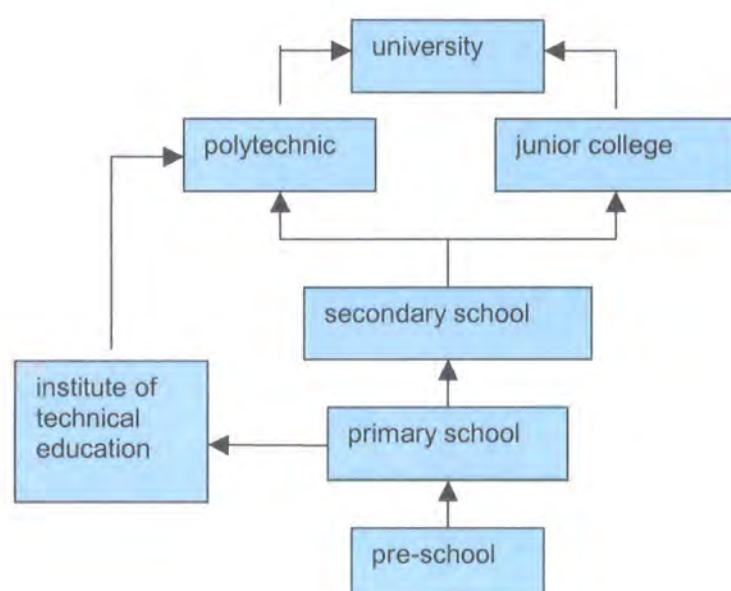 university
polytechnic
junior college
secondary school
institute of
technical
education
primary school
pre-school